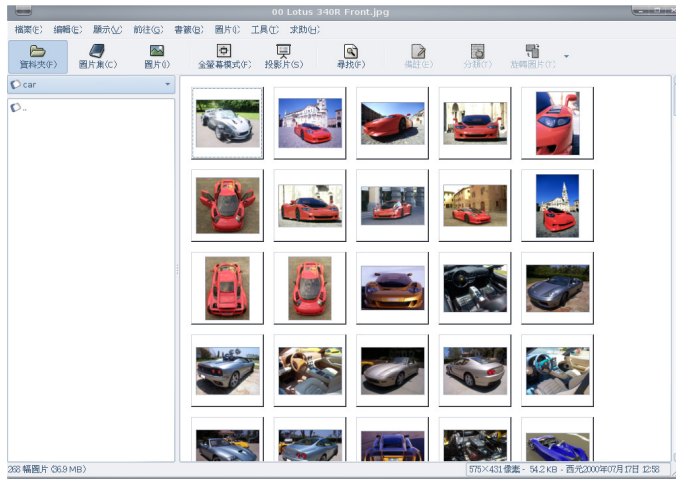 00 Lotus 340R Front.jpg
檔案(F) 編輯(E) 顯示(V) 前往(G) 書籤(B) 圖片(I) 工具(T) 求助(H)
資料夾(F) 圖片集(C) 圖片(I) 全螢幕模式(F) 投影片(S) 尋找(F) 備註(E) 分類(T) 旋轉圖片(I)
car
..
268 幅圖片 (36.9 MB)
575×431 像素 - 54.2 KB - 西元2000年07月17日 12:58